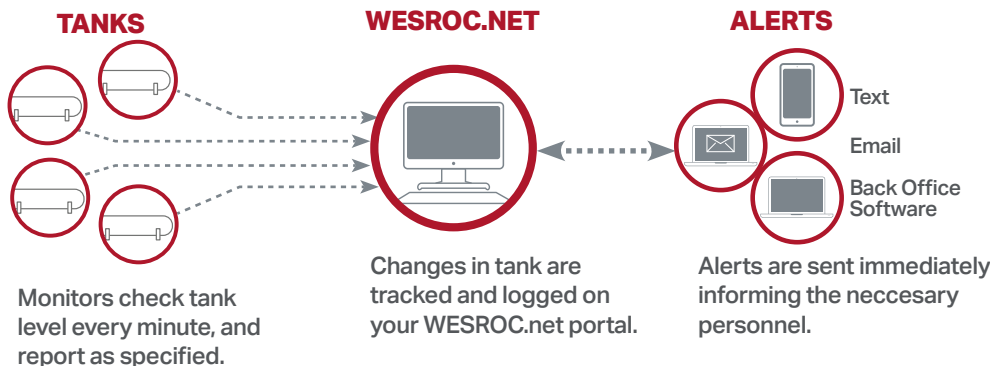 TANKS
WESROC.NET
ALERTS
Text
Email
Back Office
Software
Monitors check tank
level every minute, and
report as specified.
Changes in tank are
tracked and logged on
your WESROC.net portal.
Alerts are sent immediately
informing the neccesary
personnel.